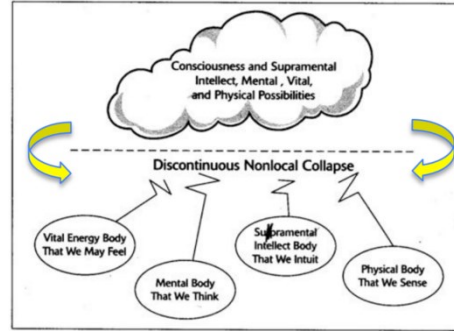 Consciousness and Supramental
Intellect, Mental , Vital,
and Physical Possibilities
Discontinuous Nonlocal Collapse
Vital Energy Body
That We May Feel
Mental Body
That We Think
Supramental
Intellect Body
That We Intuit
Physical Body
That We Sense